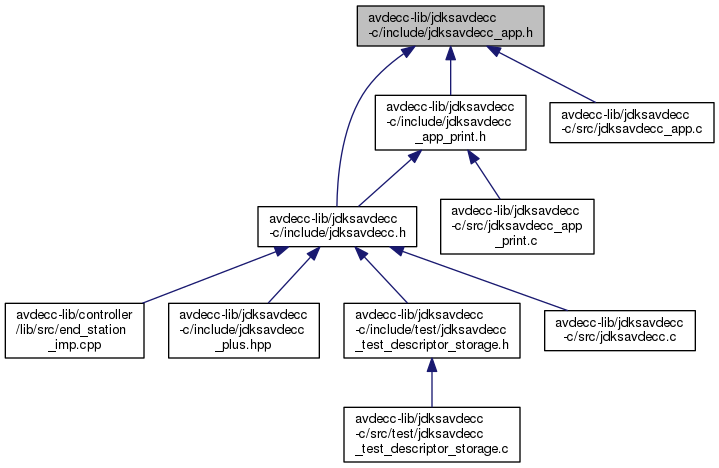 avdecc-lib/jdksavdecc
-c/include/jdksavdecc_app.h
avdecc-lib/jdksavdecc
-c/include/jdksavdecc
_app_print.h
avdecc-lib/jdksavdecc
-c/src/jdksavdecc_app.c
avdecc-lib/jdksavdecc
-c/include/jdksavdecc.h
avdecc-lib/jdksavdecc
-c/src/jdksavdecc_app
_print.c
avdecc-lib/controller
/lib/src/end_station
_imp.cpp
avdecc-lib/jdksavdecc
-c/include/jdksavdecc
_plus.hpp
avdecc-lib/jdksavdecc
-c/include/test/jdksavdecc
_test_descriptor_storage.h
avdecc-lib/jdksavdecc
-c/src/jdksavdecc.c
avdecc-lib/jdksavdecc
-c/src/test/jdksavdecc
_test_descriptor_storage.c